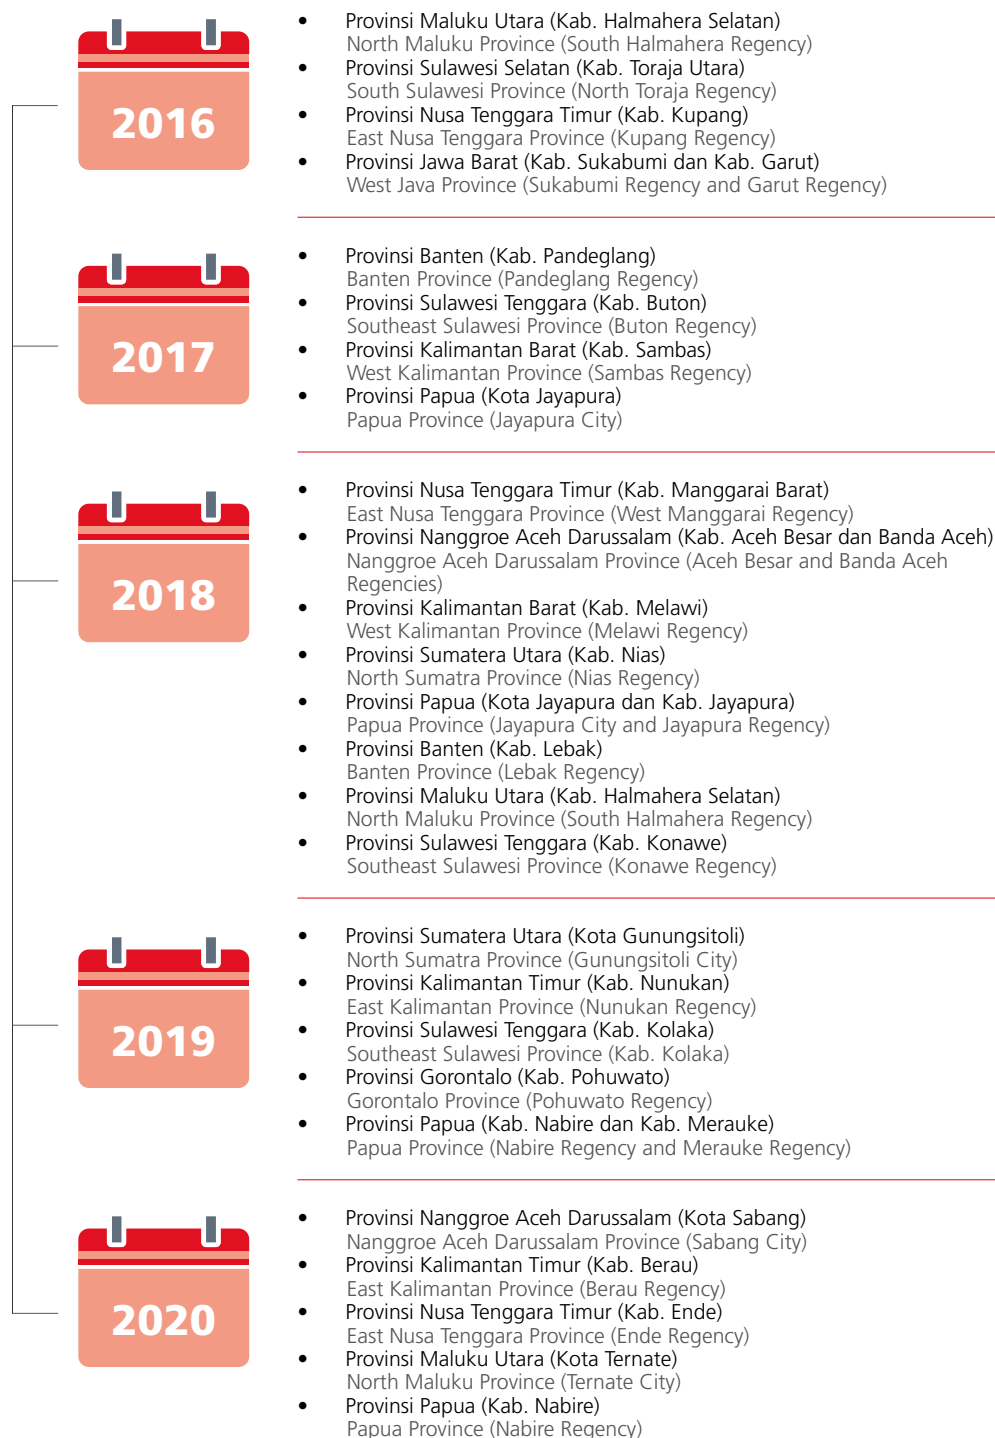 2016
• Provinsi Maluku Utara (Kab. Halmahera Selatan)
North Maluku Province (South Halmahera Regency)
• Provinsi Sulawesi Selatan (Kab. Toraja Utara)
South Sulawesi Province (North Toraja Regency)
• Provinsi Nusa Tenggara Timur (Kab. Kupang)
East Nusa Tenggara Province (Kupang Regency)
• Provinsi Jawa Barat (Kab. Sukabumi dan Kab. Garut)
West Java Province (Sukabumi Regency and Garut Regency)
2017
• Provinsi Banten (Kab. Pandeglang)
Banten Province (Pandeglang Regency)
• Provinsi Sulawesi Tenggara (Kab. Buton)
Southeast Sulawesi Province (Buton Regency)
• Provinsi Kalimantan Barat (Kab. Sambas)
West Kalimantan Province (Sambas Regency)
• Provinsi Papua (Kota Jayapura)
Papua Province (Jayapura City)
2018
• Provinsi Nusa Tenggara Timur (Kab. Manggarai Barat)
East Nusa Tenggara Province (West Manggarai Regency)
• Provinsi Nanggroe Aceh Darussalam (Kab. Aceh Besar dan Banda Aceh)
Nanggroe Aceh Darussalam Province (Aceh Besar and Banda Aceh
Regencies)
• Provinsi Kalimantan Barat (Kab. Melawi)
West Kalimantan Province (Melawi Regency)
• Provinsi Sumatera Utara (Kab. Nias)
North Sumatra Province (Nias Regency)
• Provinsi Papua (Kota Jayapura dan Kab. Jayapura)
Papua Province (Jayapura City and Jayapura Regency)
• Provinsi Banten (Kab. Lebak)
Banten Province (Lebak Regency)
• Provinsi Maluku Utara (Kab. Halmahera Selatan)
North Maluku Province (South Halmahera Regency)
• Provinsi Sulawesi Tenggara (Kab. Konawe)
Southeast Sulawesi Province (Konawe Regency)
2019
• Provinsi Sumatera Utara (Kota Gunungsitoli)
North Sumatra Province (Gunungsitoli City)
• Provinsi Kalimantan Timur (Kab. Nunukan)
East Kalimantan Province (Nunukan Regency)
• Provinsi Sulawesi Tenggara (Kab. Kolaka)
Southeast Sulawesi Province (Kab. Kolaka)
• Provinsi Gorontalo (Kab. Pohuwato)
Gorontalo Province (Pohuwato Regency)
• Provinsi Papua (Kab. Nabire dan Kab. Merauke)
Papua Province (Nabire Regency and Merauke Regency)
2020
• Provinsi Nanggroe Aceh Darussalam (Kota Sabang)
Nanggroe Aceh Darussalam Province (Sabang City)
• Provinsi Kalimantan Timur (Kab. Berau)
East Kalimantan Province (Berau Regency)
• Provinsi Nusa Tenggara Timur (Kab. Ende)
East Nusa Tenggara Province (Ende Regency)
• Provinsi Maluku Utara (Kota Ternate)
North Maluku Province (Ternate City)
• Provinsi Papua (Kab. Nabire)
Papua Province (Nabire Regency)